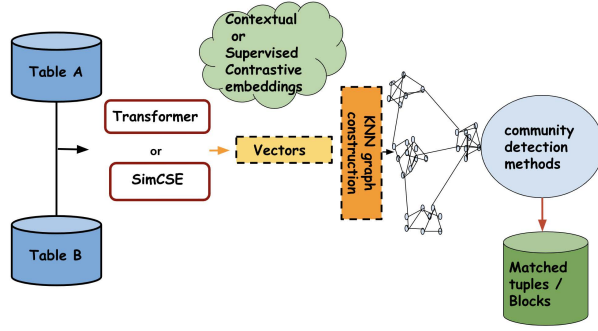 Contextual
or
Supervised
Contrastive
embeddings
Table A
Transformer
or
SimCSE
Vectors
KNN graph
construction
community
detection
methods
Table B
Matched
tuples /
Blocks